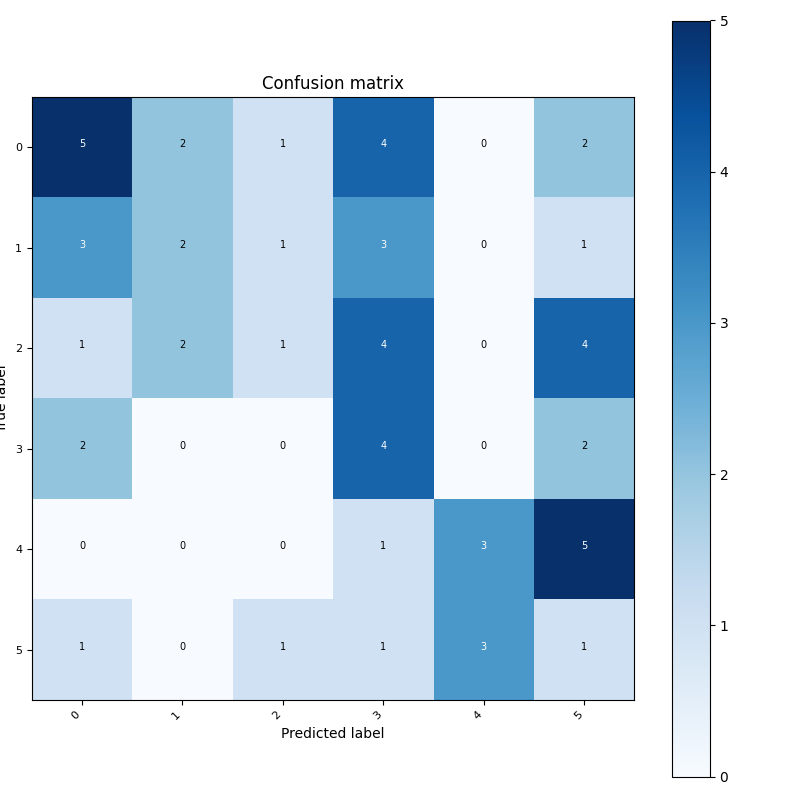 Confusion matrix
0 5 2 1 4 0 2
1 3 2 1 3 0 1
2 1 2 1 4 0 4
3 2 0 0 4 0 2
4 0 0 0 1 3 5
5 1 0 1 1 3 1
0 1 2 3 4 5
Predicted label
True label
5
4
3
2
1
0